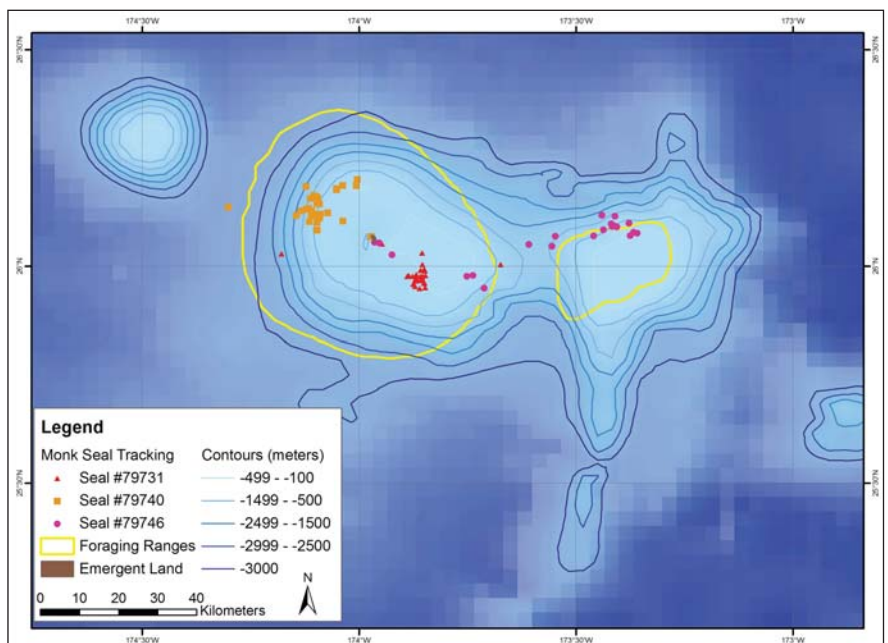 174°30'W 174°W 173°30'W 173°W
26°30'N 26°30'N
26°N 26°N
25°30'N 25°30'N
Legend
Monk Seal Tracking Contours (meters)
Seal #79731 -499 - -100
Seal #79740 -1499 - -500
Seal #79746 -2499 - -1500
Foraging Ranges -2999 - -2500
Emergent Land -3000
N
0 10 20 30 40
Kilometers
174°30'W 174°W 173°30'W 173°W